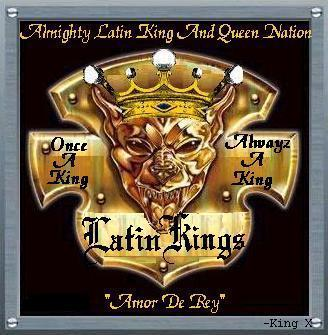 Almighty Latin King And Queen Nation
Once
A
King
Alwayz
A
King
Latin Kings
"Amor De Rey"
-King X